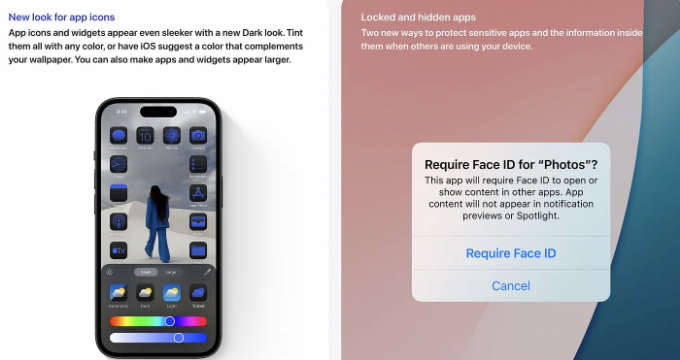 New look for app icons
App icons and widgets appear even sleeker with a new Dark look. Tint
them all with any color, or have iOS suggest a color that complements
your wallpaper. You can also make apps and widgets appear larger.
9:41
10
Small Large
Automatic Dark Light Tinted
Locked and hidden apps
Two new ways to protect sensitive apps and the information inside
them when others are using your device.
Require Face ID for “Photos”?
This app will require Face ID to open or
show content in other apps. App
content will not appear in notification
previews or Spotlight.
Require Face ID
Cancel